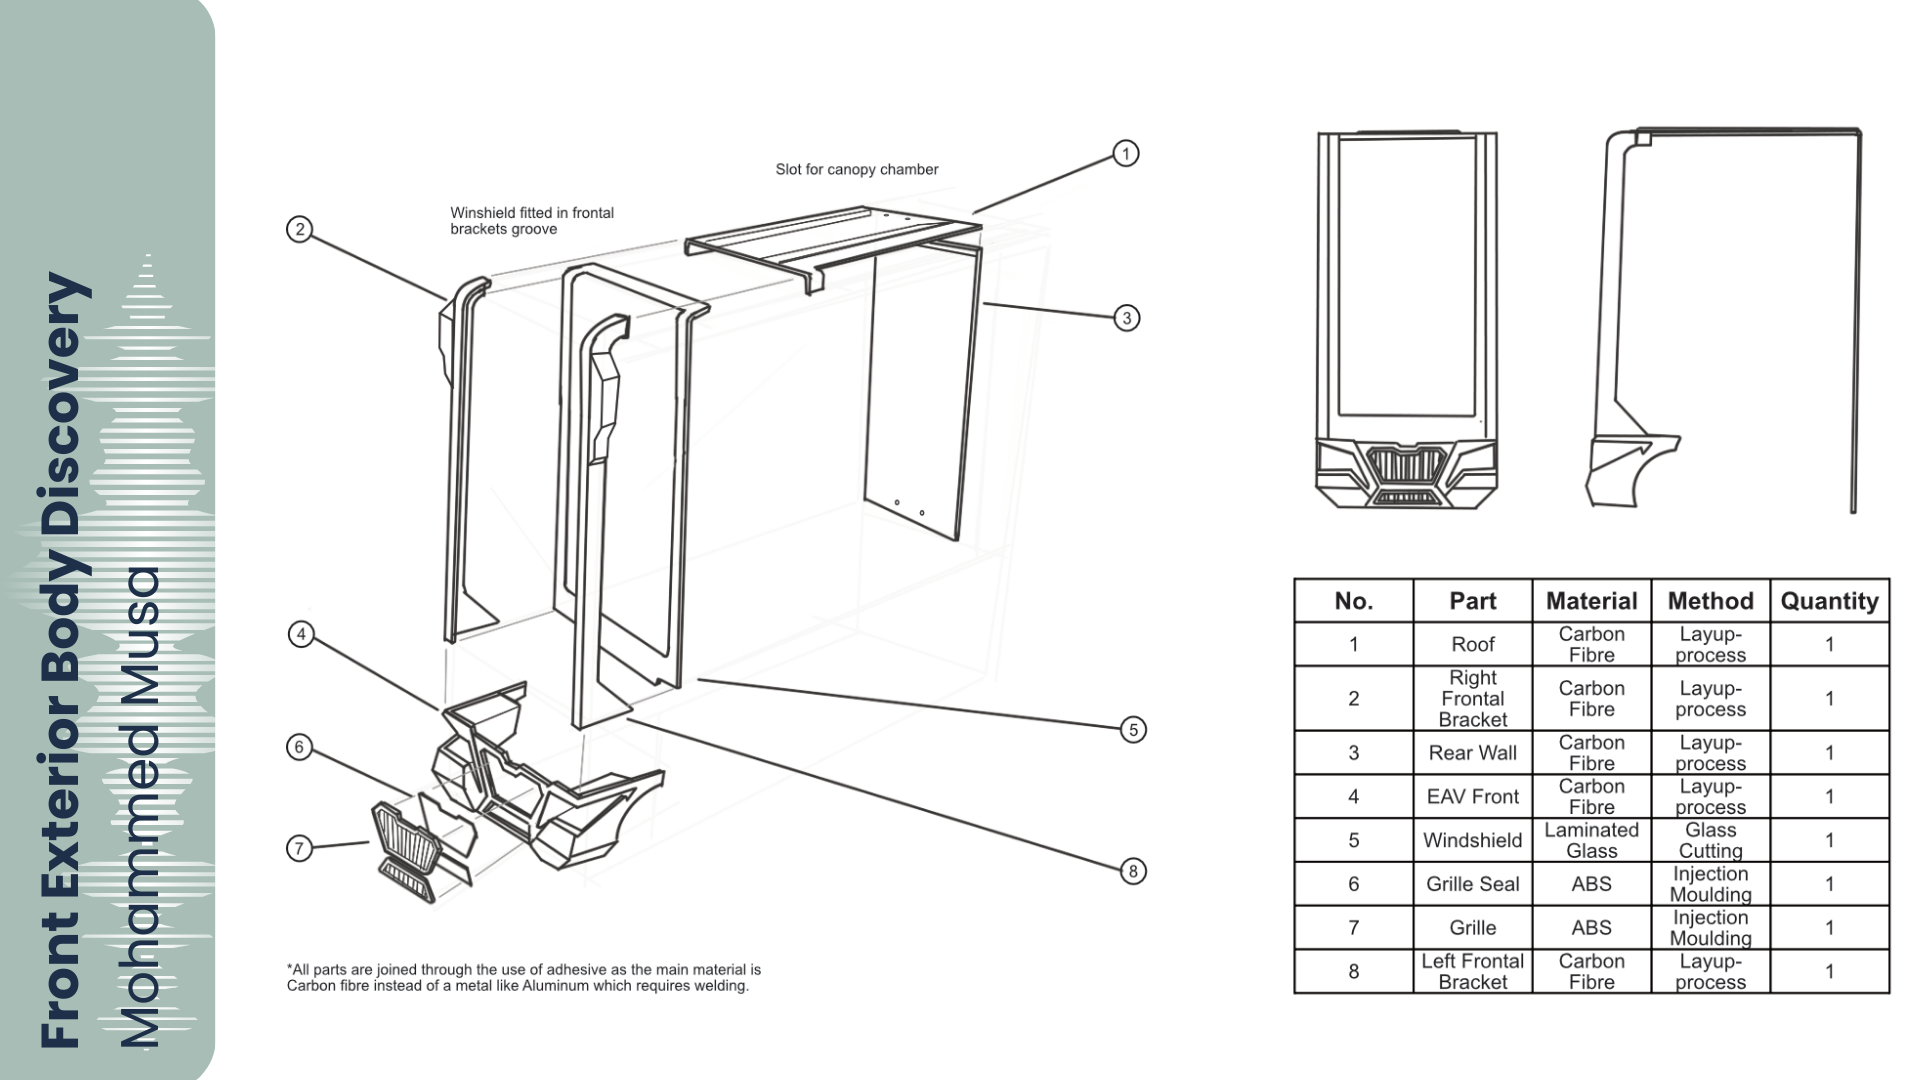 Front Exterior Body Discovery
Mohammed Musa
Slot for canopy chamber
Winshield fitted in frontal
brackets groove
1
2
3
4
5
6
7
8
*All parts are joined through the use of adhesive as the main material is
Carbon fibre instead of a metal like Aluminum which requires welding.
No. Part Material Method Quantity
1 Roof Carbon Fibre Layup-process 1
2 Right Frontal Bracket Carbon Fibre Layup-process 1
3 Rear Wall Carbon Fibre Layup-process 1
4 EAV Front Carbon Fibre Layup-process 1
5 Windshield Laminated Glass Glass Cutting 1
6 Grille Seal ABS Injection Moulding 1
7 Grille ABS Injection Moulding 1
8 Left Frontal Bracket Carbon Fibre Layup-process 1